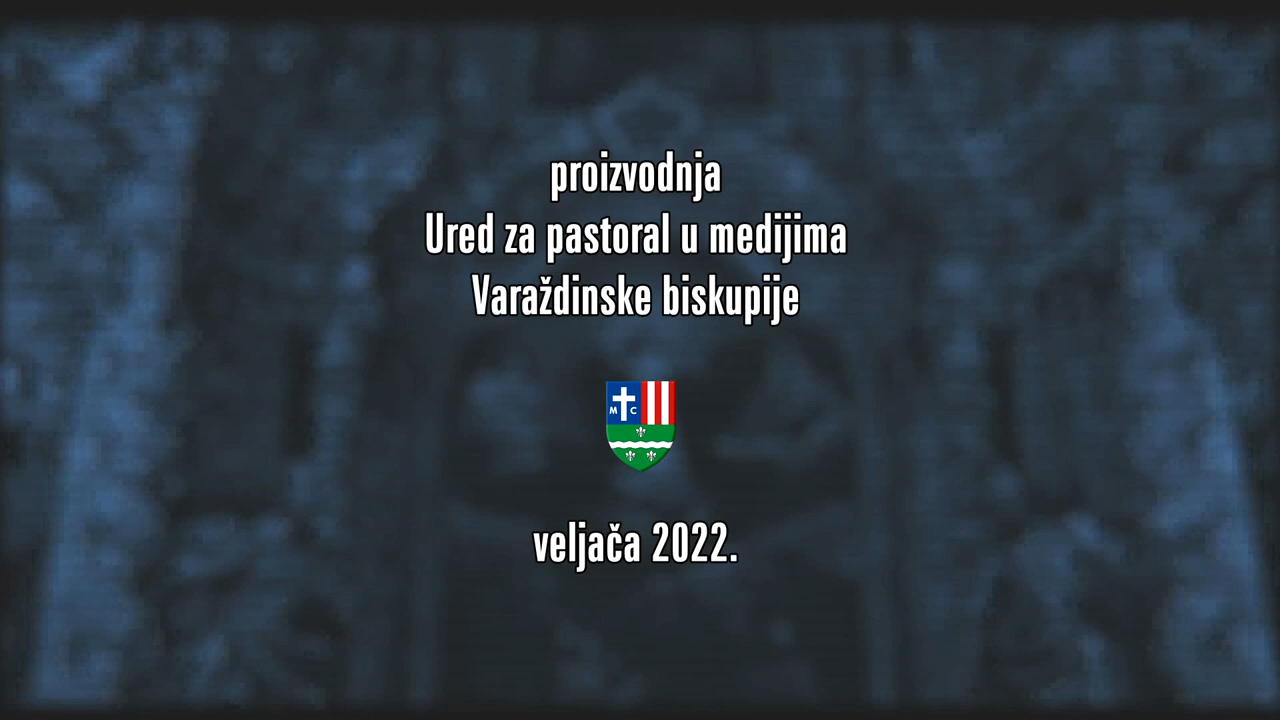 proizvodnja
Ured za pastoral u medijima
Varaždinske biskupije
M C
veljača 2022.